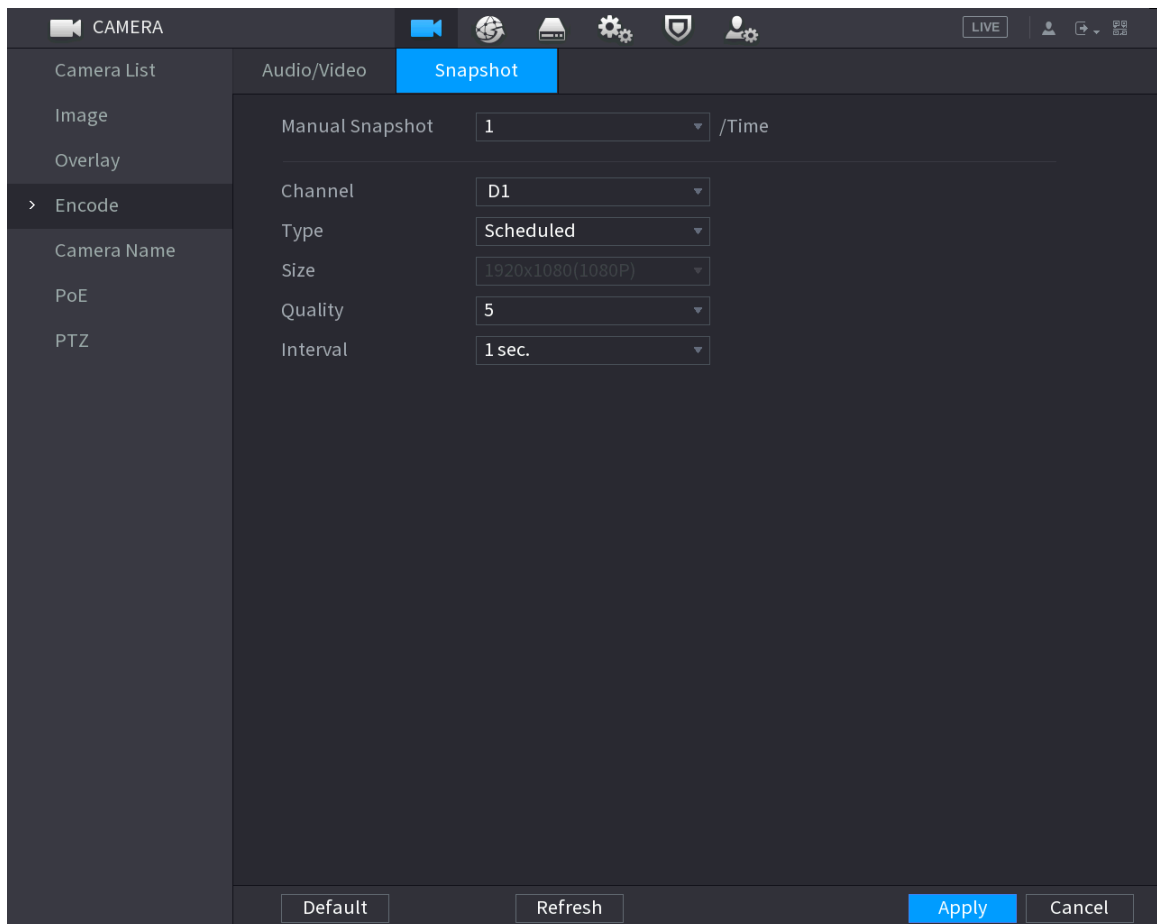 CAMERA LIVE
Camera List
Image
Overlay
> Encode
Camera Name
PoE
PTZ
Audio/Video Snapshot
Manual Snapshot 1 /Time
Channel D1
Type Scheduled
Size 1920x1080(1080P)
Quality 5
Interval 1 sec.
Default Refresh Apply Cancel